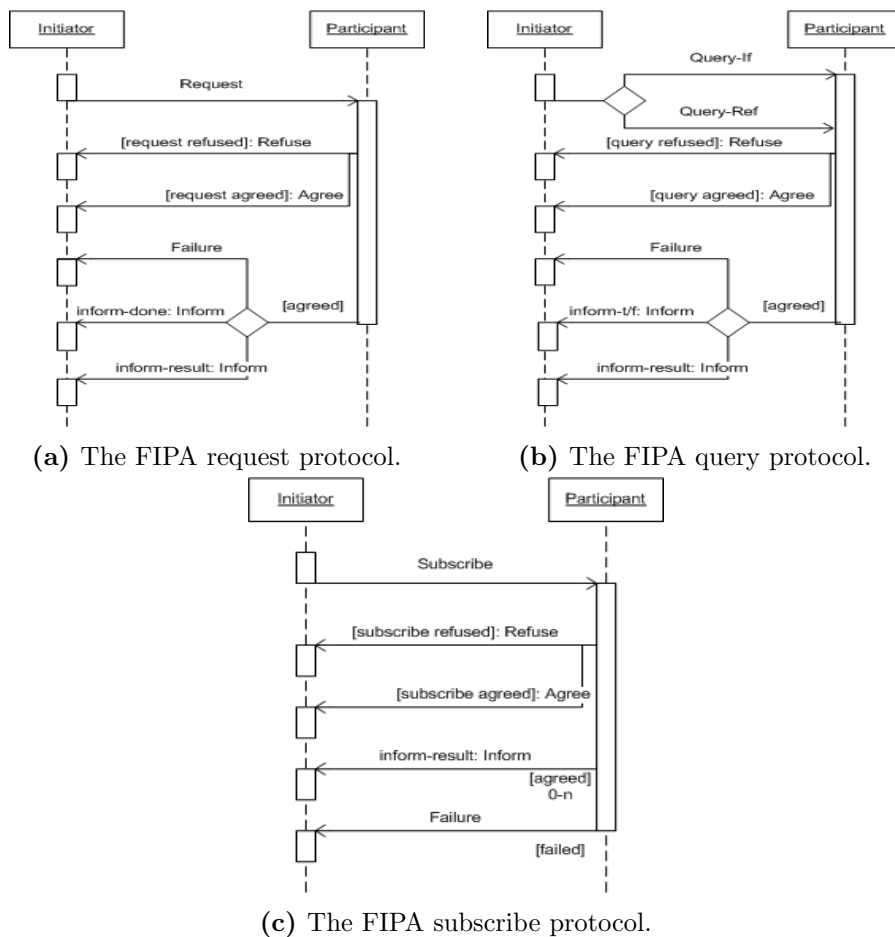 Initiator Participant
Request
[request refused]: Refuse
[request agreed]: Agree
Failure
[agreed]
inform-done: Inform
inform-result: Inform
(a) The FIPA request protocol.
Initiator Participant
Query-If
Query-Ref
[query refused]: Refuse
[query agreed]: Agree
Failure
[agreed]
inform-t/f: Inform
inform-result: Inform
(b) The FIPA query protocol.
Initiator Participant
Subscribe
[subscribe refused]: Refuse
[subscribe agreed]: Agree
inform-result: Inform
[agreed]
0-n
Failure
[failed]
(c) The FIPA subscribe protocol.